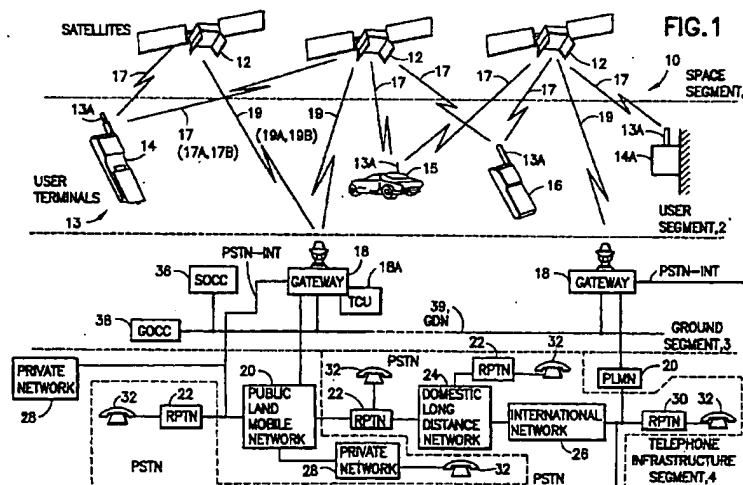 SATELLITES
FIG.1
12
12
12
17
17
17
17
17
17
10
SPACE
SEGMENT,
13A
14
17
(17A,17B)
19
(19A,19B)
19
13A
15
13A
16
19
13A
14A
USER
TERMINALS
13
USER
SEGMENT,2
PSTN-INT
36
SOCC
18
GATEWAY
18A
TCU
18
GATEWAY
PSTN-INT
38
GOCC
39,
GDN
GROUND
SEGMENT,3
PRIVATE
NETWORK
28
32
22
RPTN
PSTN
20
PUBLIC
LAND
MOBILE
NETWORK
32
PSTN
22
RPTN
24
DOMESTIC
LONG
DISTANCE
NETWORK
22
RPTN
32
INTERNATIONAL
NETWORK
26
PLMN
20
30
RPTN
32
PRIVATE
NETWORK
28
32
PSTN
TELEPHONE
INFRASTRUCTURE
SEGMENT,4